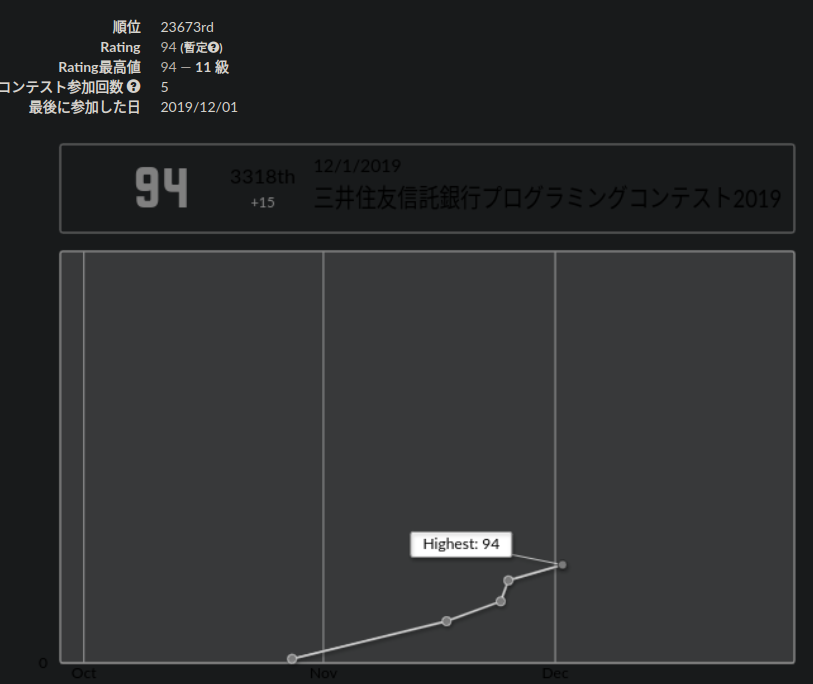 順位 23673rd
Rating 94 (暫定?)
Rating最高値 94 ― 11 級
コンテスト参加回数 ? 5
最後に参加した日 2019/12/01
94 3318th +15 12/1/2019
三井住友信託銀行プログラミングコンテスト2019
Highest: 94
0
Oct Nov Dec